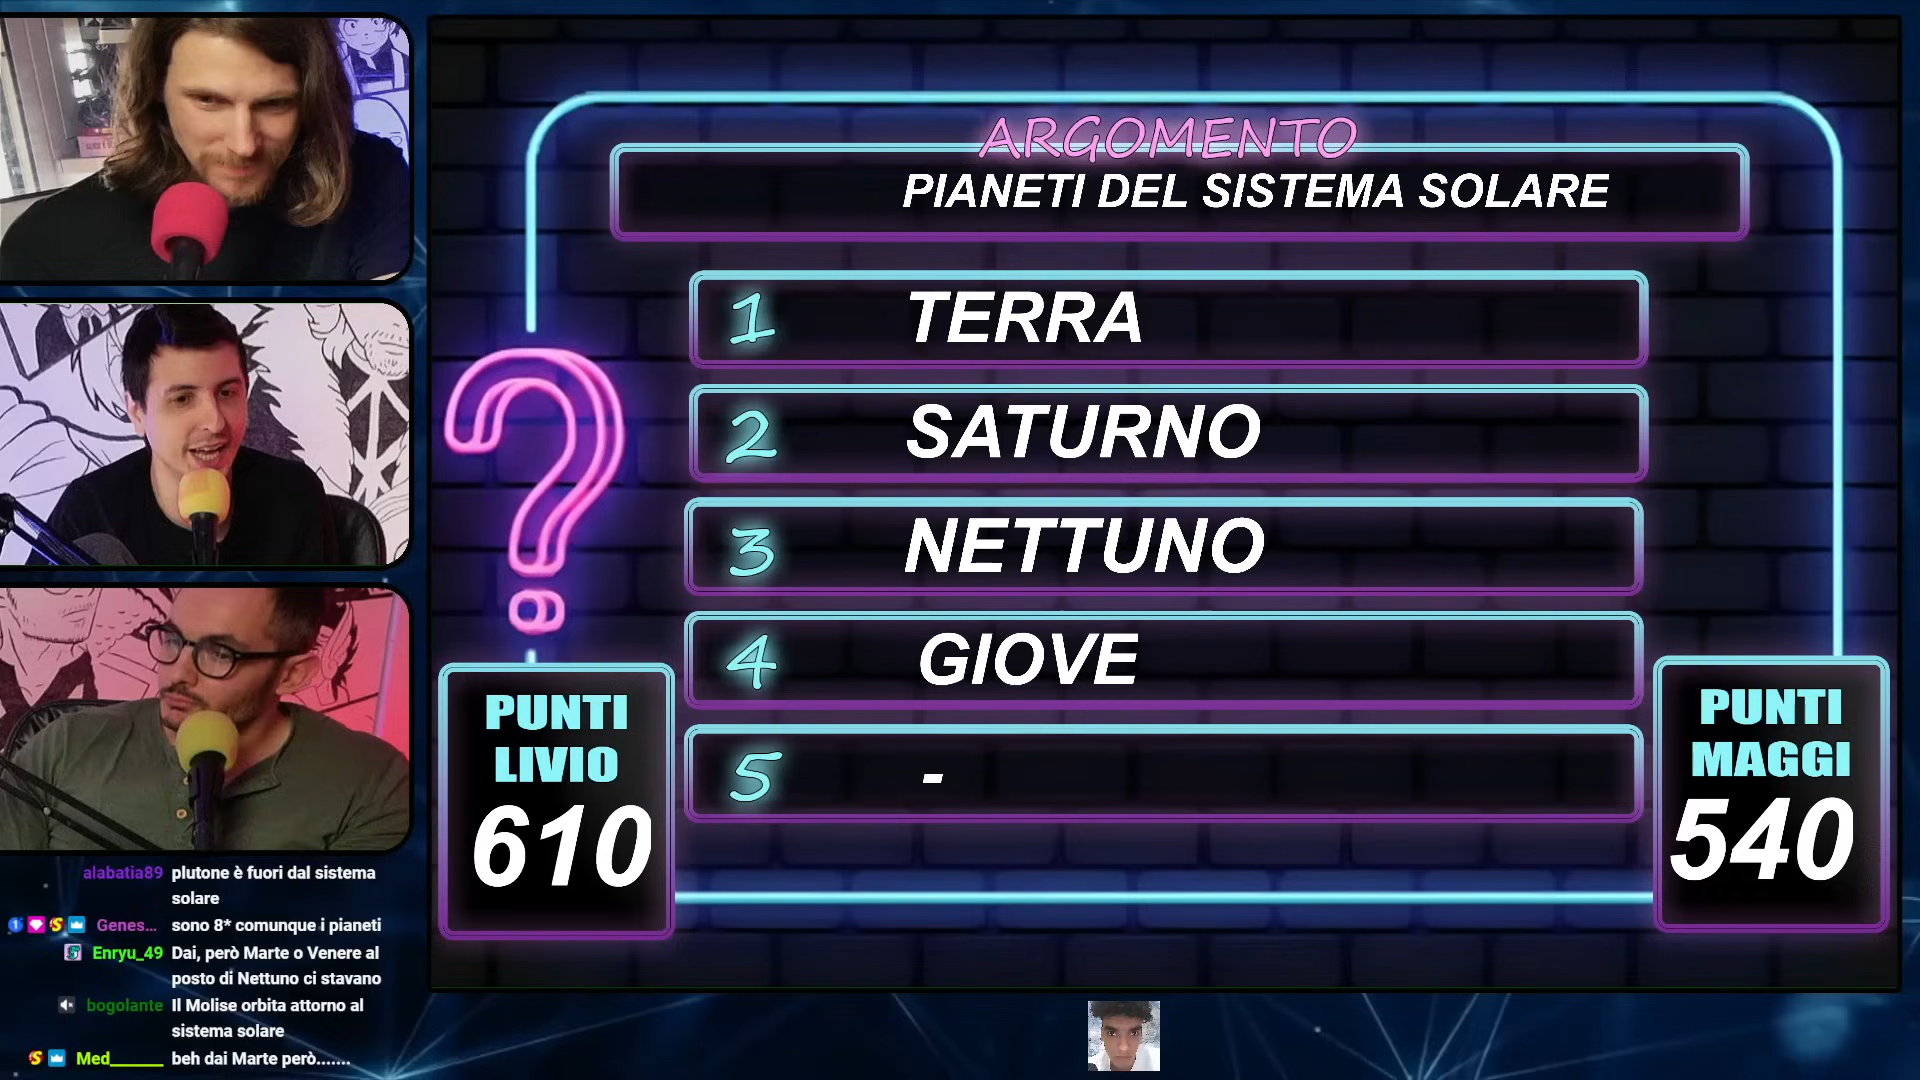 ARGOMENTO
PIANETI DEL SISTEMA SOLARE
1 TERRA
2 SATURNO
3 NETTUNO
4 GIOVE
5 -
PUNTI
LIVIO
610
PUNTI
MAGGI
540
alabatia89 plutone è fuori dal sistema
solare
Genes... sono 8* comunque i pianeti
Enryu_49 Dai, però Marte o Venere al
posto di Nettuno ci stavano
bogolante Il Molise orbita attorno al
sistema solare
Med______ beh dai Marte però.......